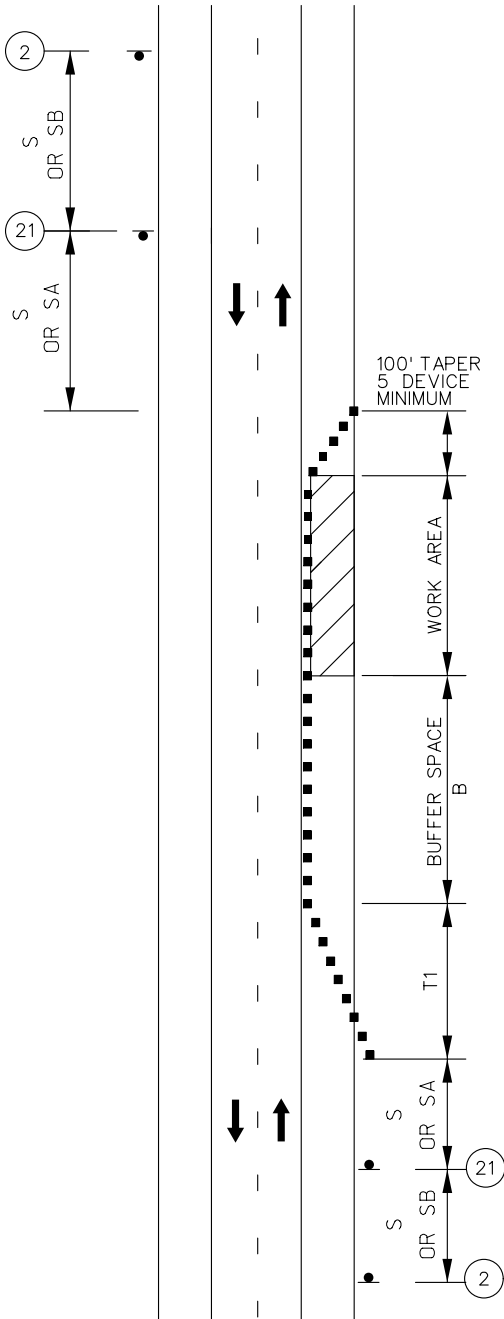 2
S
OR SB
21
S
OR SA
100' TAPER
5 DEVICE
MINIMUM
WORK AREA
BUFFER SPACE
B
T1
S
OR SA
21
S
OR SB
2